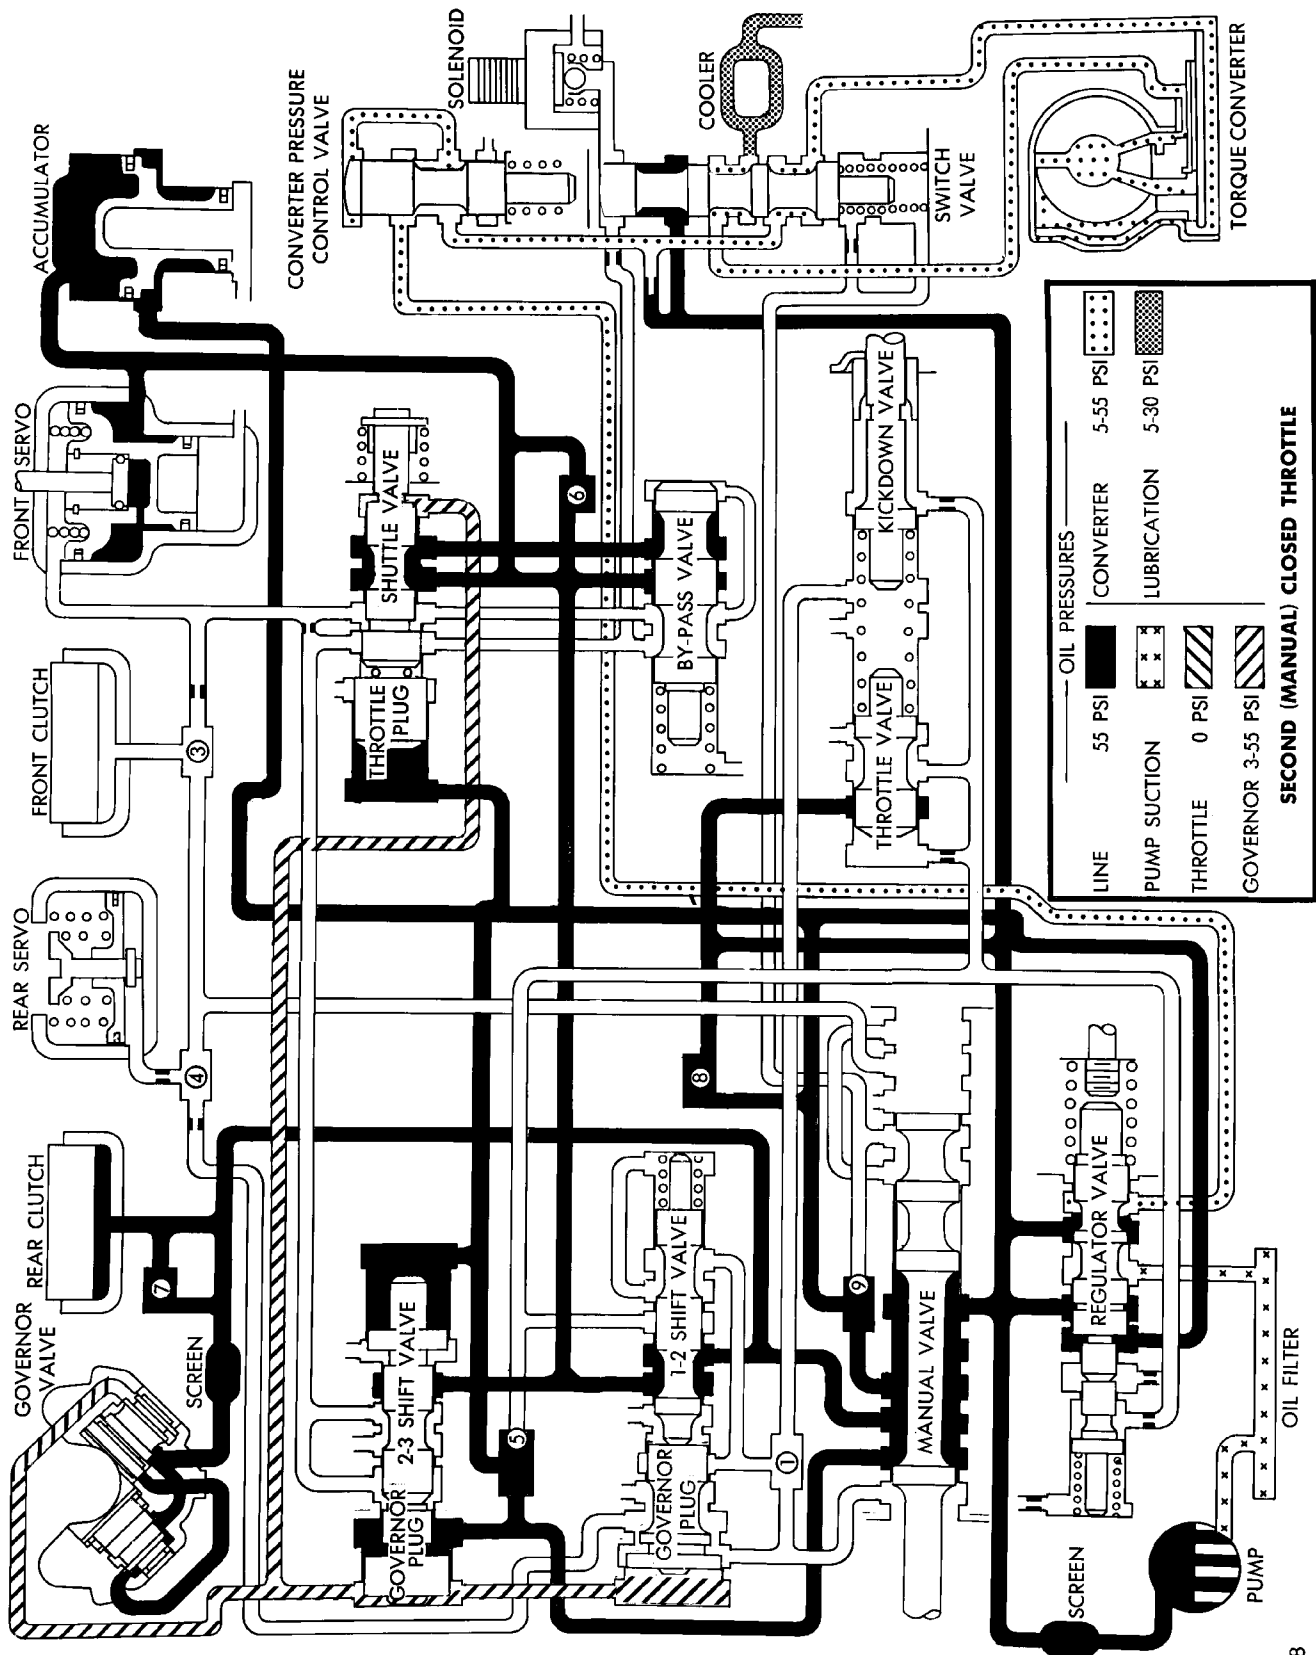 GOVERNOR
VALVE
REAR CLUTCH
REAR SERVO
FRONT CLUTCH
FRONT SERVO
ACCUMULATOR
SCREEN
7
4
3
CONVERTER PRESSURE
CONTROL VALVE
SOLENOID
GOVERNOR
PLUG
2-3 SHIFT VALVE
THROTTLE
PLUG
SHUTTLE VALVE
5
6
GOVERNOR
PLUG
1-2 SHIFT VALVE
8
BY-PASS VALVE
COOLER
1
9
THROTTLE VALVE
KICKDOWN VALVE
SWITCH
VALVE
MANUAL VALVE
REGULATOR VALVE
TORQUE CONVERTER
SCREEN
PUMP
OIL FILTER
OIL PRESSURES
LINE 55 PSI
CONVERTER 5-55 PSI
PUMP SUCTION
LUBRICATION 5-30 PSI
THROTTLE 0 PSI
GOVERNOR 3-55 PSI
SECOND (MANUAL) CLOSED THROTTLE